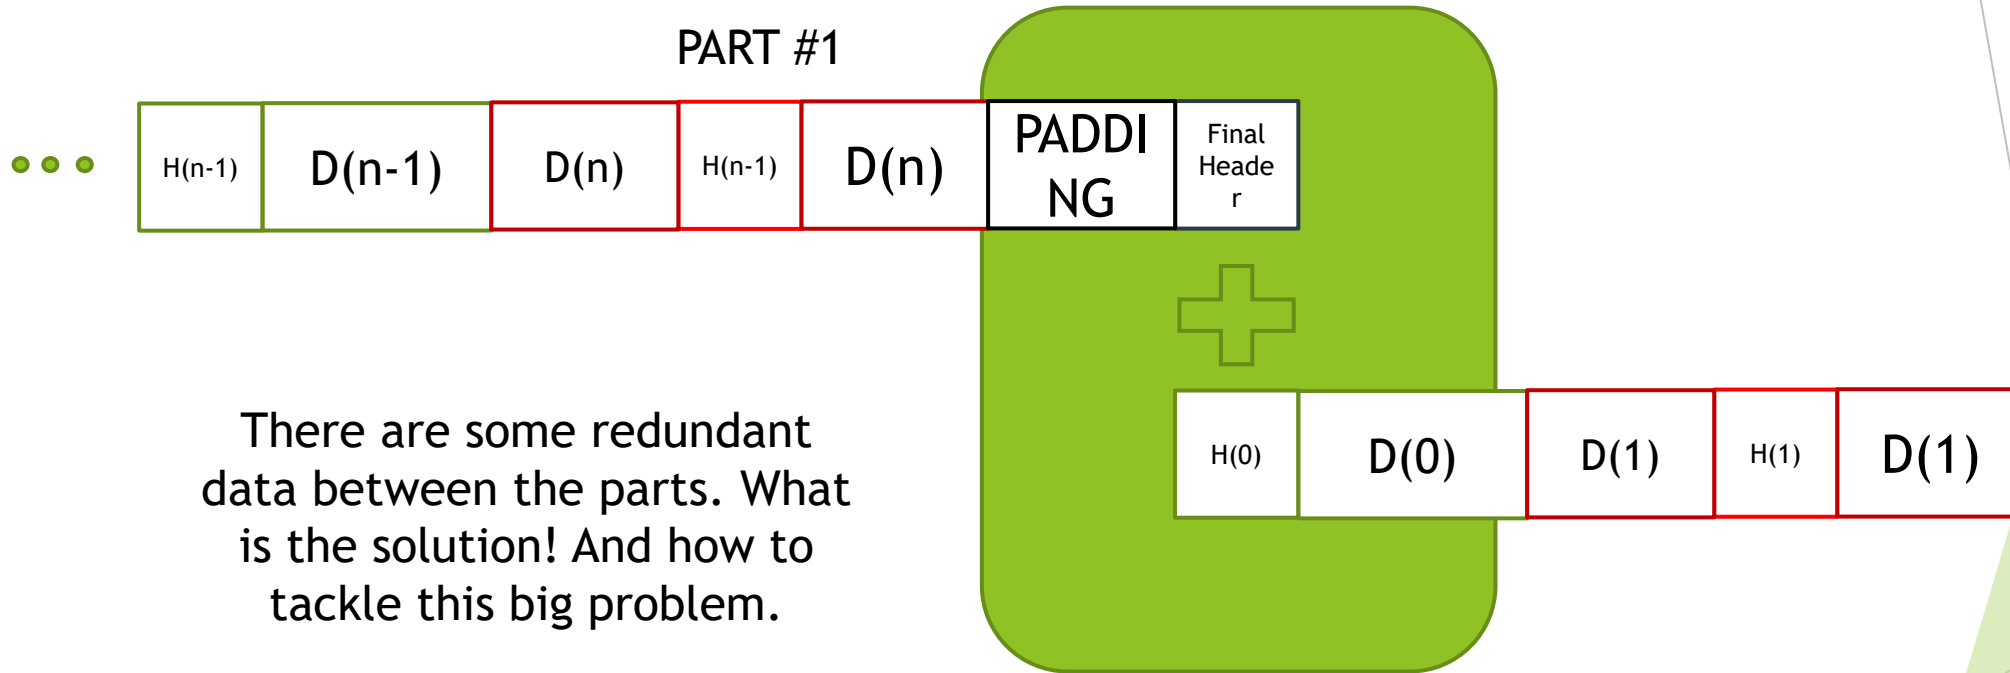 PART #1
H(n-1)
D(n-1)
D(n)
H(n-1)
D(n)
PADDI
NG
Final
Heade
r
There are some redundant
data between the parts. What
is the solution! And how to
tackle this big problem.
H(0)
D(0)
D(1)
H(1)
D(1)